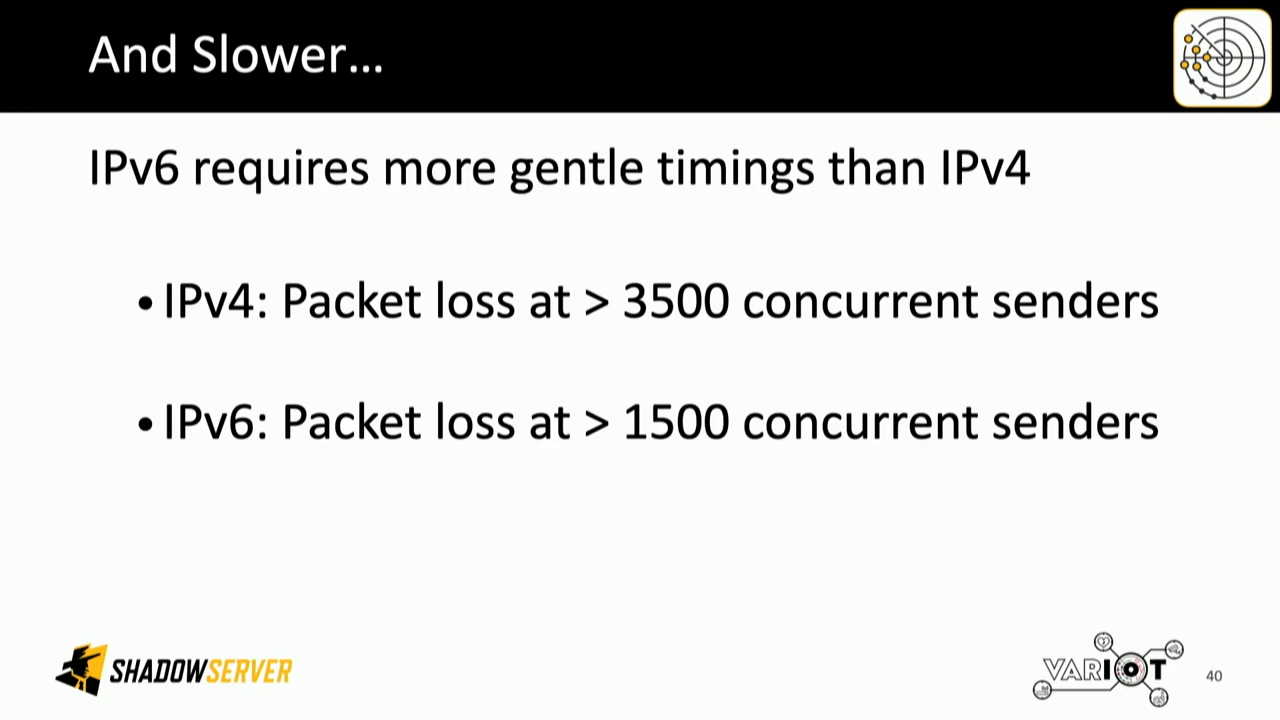 And Slower…
IPv6 requires more gentle timings than IPv4
• IPv4: Packet loss at > 3500 concurrent senders
• IPv6: Packet loss at > 1500 concurrent senders
SHADOWSERVER
VARIOT
40